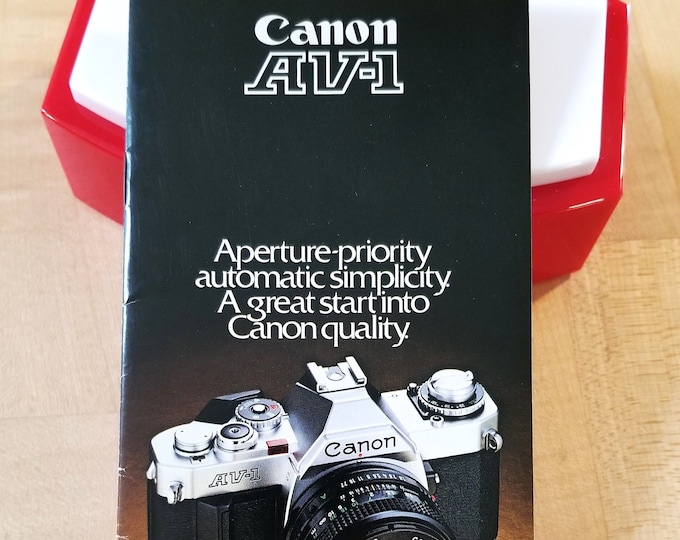 Canon
AV-1
Aperture-priority
automatic simplicity.
A great start into
Canon quality.
Canon
AV-1